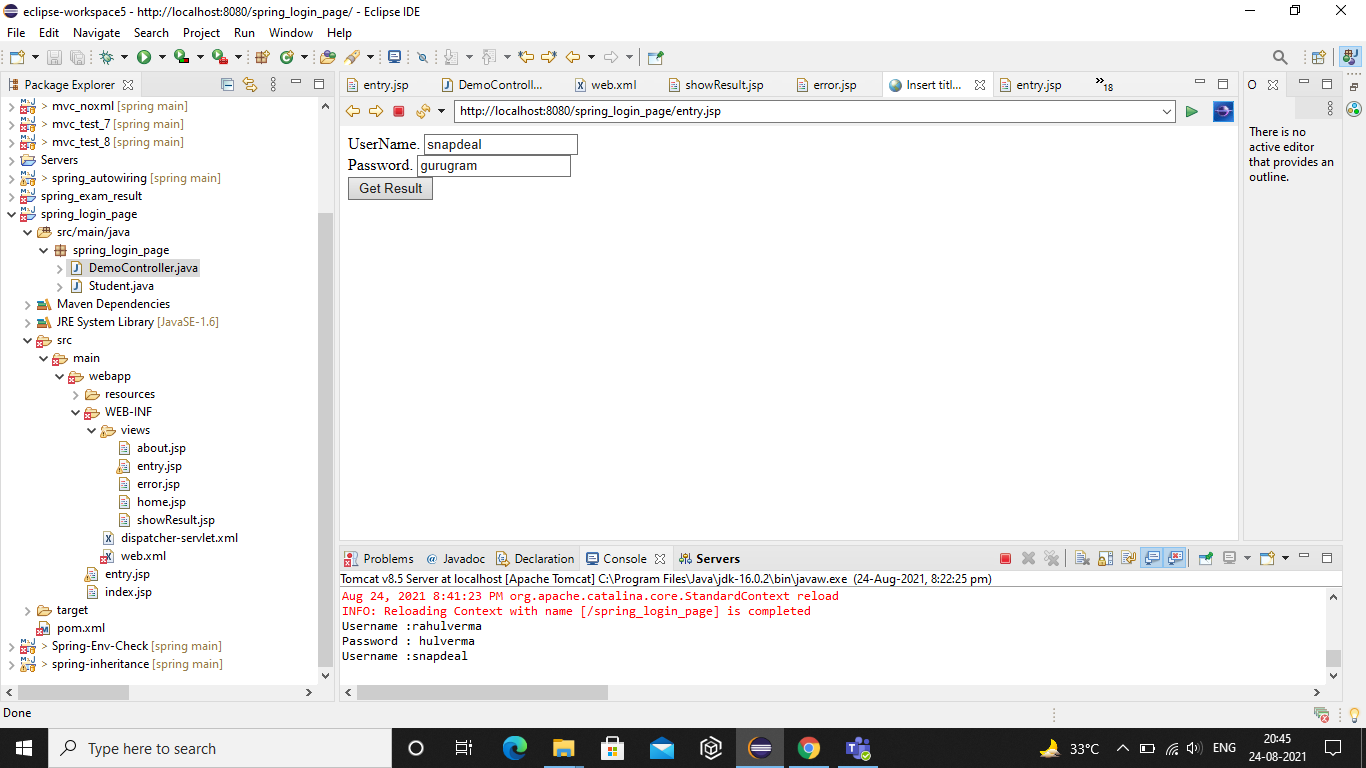 eclipse-workspace5 - http://localhost:8080/spring_login_page/ - Eclipse IDE
File Edit Navigate Search Project Run Window Help
Package Explorer
mvc_noxml [spring main]
mvc_test_7 [spring main]
mvc_test_8 [spring main]
Servers
spring_autowiring [spring main]
spring_exam_result
spring_login_page
src/main/java
spring_login_page
DemoController.java
Student.java
Maven Dependencies
JRE System Library [JavaSE-1.6]
src
main
webapp
resources
WEB-INF
views
about.jsp
entry.jsp
error.jsp
home.jsp
showResult.jsp
dispatcher-servlet.xml
web.xml
entry.jsp
index.jsp
target
pom.xml
Spring-Env-Check [spring main]
spring-inheritance [spring main]
entry.jsp DemoControll... web.xml showResult.jsp error.jsp Insert titl... entry.jsp »18
http://localhost:8080/spring_login_page/entry.jsp
UserName. snapdeal
Password. gurugram
Get Result
O
There is no
active editor
that provides an
outline.
Problems @ Javadoc Declaration Console Servers
Tomcat v8.5 Server at localhost [Apache Tomcat] C:\Program Files\Java\jdk-16.0.2\bin\javaw.exe (24-Aug-2021, 8:22:25 pm)
Aug 24, 2021 8:41:23 PM org.apache.catalina.core.StandardContext reload
INFO: Reloading Context with name [/spring_login_page] is completed
Username :rahulverma
Password : hulverma
Username :snapdeal
Done
Type here to search
33°C
ENG
20:45
24-08-2021